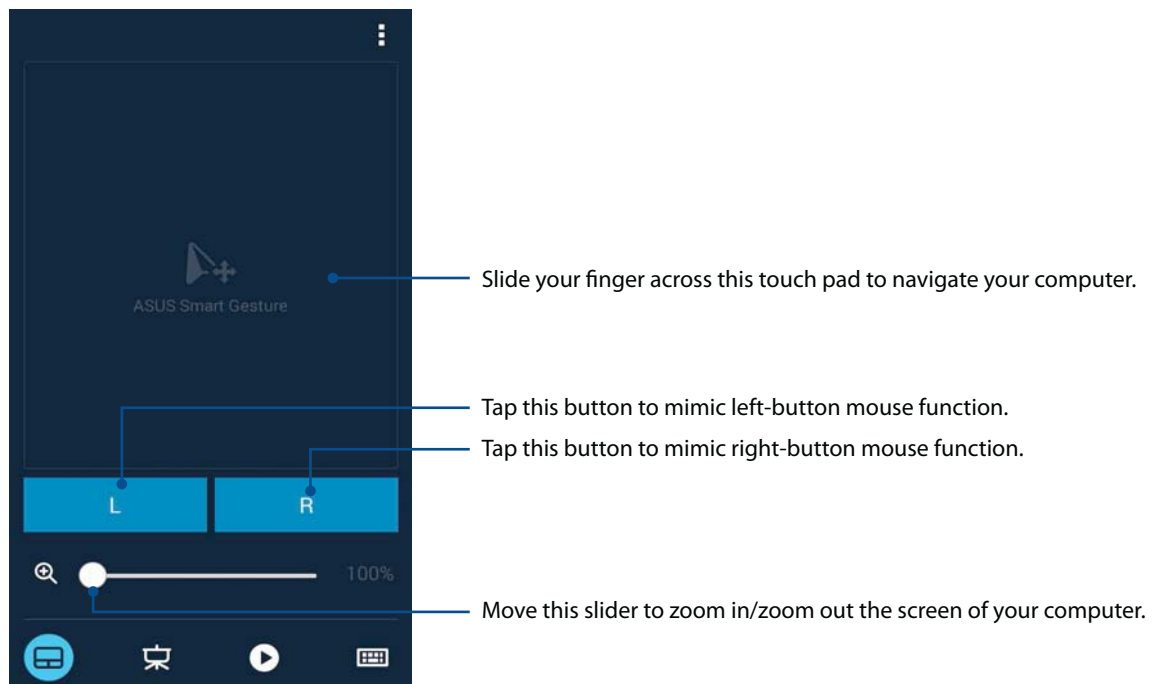 ASUS Smart Gesture
Slide your finger across this touch pad to navigate your computer.
Tap this button to mimic left-button mouse function.
Tap this button to mimic right-button mouse function.
L
R
100%
Move this slider to zoom in/zoom out the screen of your computer.